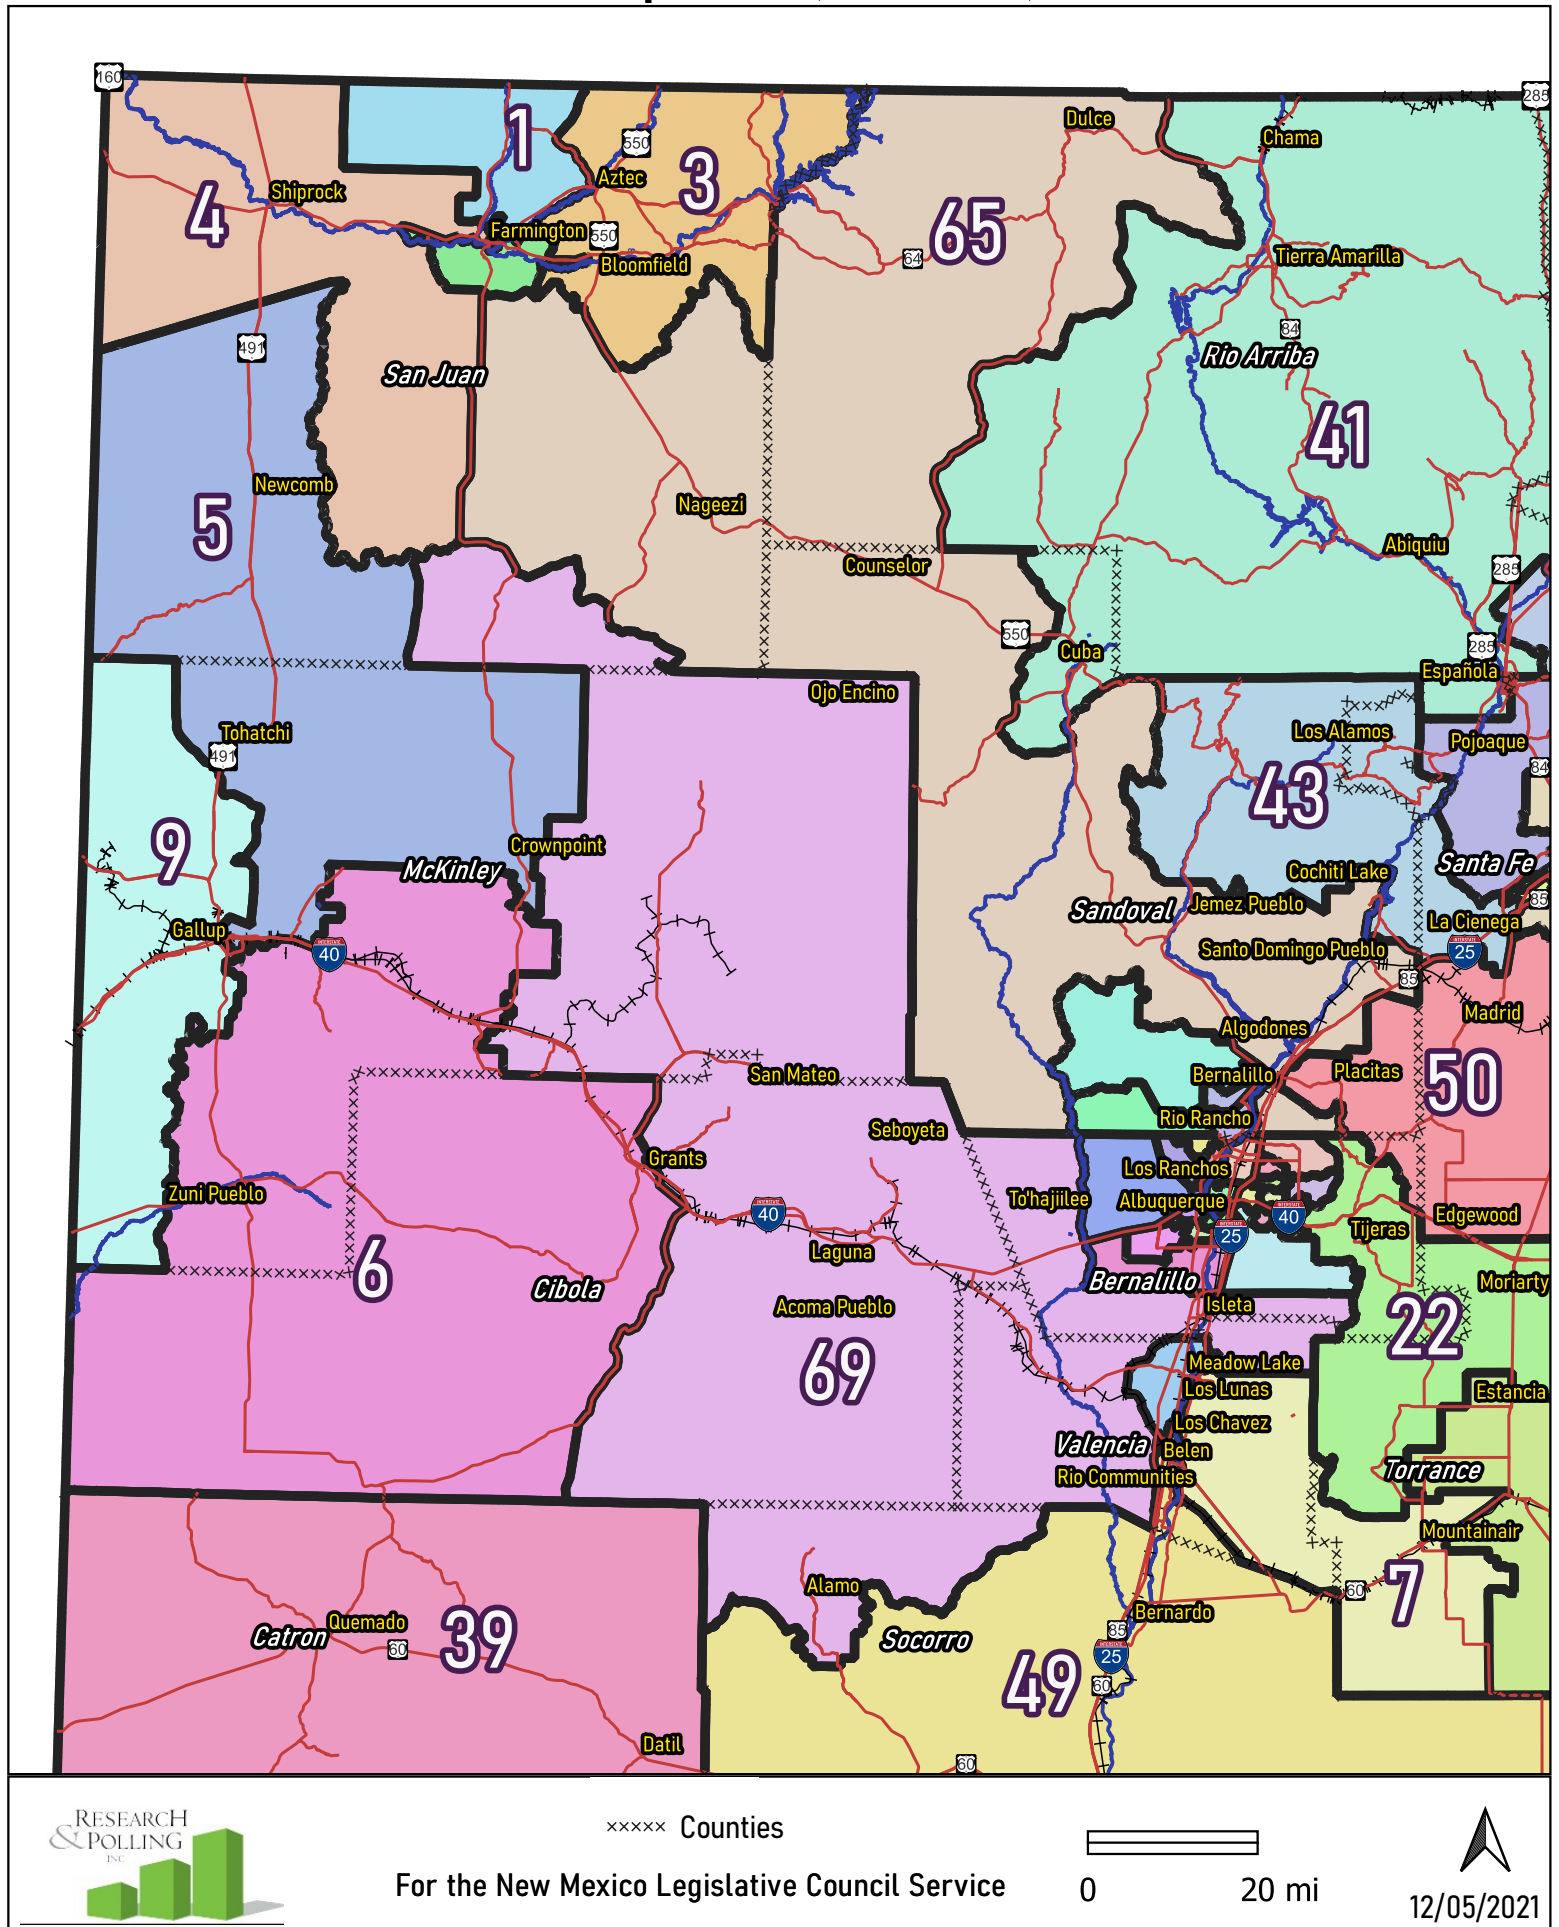 160
285
Dulce
Chama
1
550
3
Aztec
4
Shiprock
65
Farmington
550
Bloomfield
64
Tierra Amarilla
84
491
Rio Arriba
San Juan
41
Newcomb
5
Nageezi
Abiquiu
Counselor
285
550
285
Cuba
Española
Ojo Encino
Tohatchi
Los Alamos
Pojoaque
491
84
43
9
Crownpoint
McKinley
Santa Fe
Cochiti Lake
85
Sandoval
Jemez Pueblo
Gallup
La Cienega
INTERSTATE
40
Santo Domingo Pueblo
INTERSTATE
25
85
Madrid
Algodones
San Mateo
Bernalillo
Placitas
50
Rio Rancho
Seboyeta
Grants
Los Ranchos
Zuni Pueblo
To'hajiilee
Albuquerque
INTERSTATE
40
INTERSTATE
40
Edgewood
INTERSTATE
25
Tijeras
Laguna
6
Cibola
Bernalillo
Moriarty
Acoma Pueblo
Isleta
22
69
Meadow Lake
Los Lunas
Estancia
Los Chavez
Valencia
Belen
Rio Communities
Torrance
Mountainair
Alamo
60
7
Quemado
Bernardo
Catron
39
60
Socorro
85
INTERSTATE
25
49
60
Datil
60
RESEARCH
& POLLING
INC
××××× Counties
For the New Mexico Legislative Council Service
0 20 mi
12/05/2021